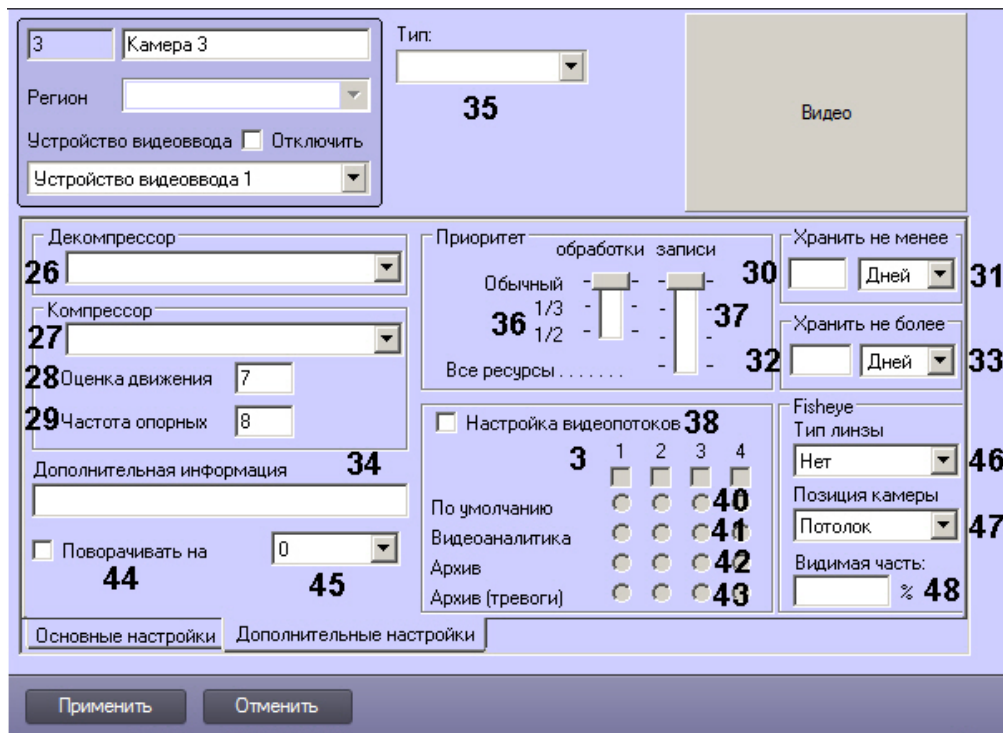 3 Камера 3
Регион
Устройство видеоввода Отключить
Устройство видеоввода 1
Тип:
35
Видео
Декомпрессор
26
Компрессор
27
28 Оценка движения 7
29 Частота опорных 8
Дополнительная информация 34
Поворачивать на 0
44 45
Приоритет
обработки записи
Обычный
1/3
36 37
1/2
Все ресурсы . . . . . . .
Хранить не менее
30 Дней 31
Хранить не более
32 Дней 33
Настройка видеопотоков 38
3 1 2 3 4
По умолчанию 40
Видеоаналитика 41
Архив 42
Архив (тревоги) 43
Fisheye
Тип линзы
Нет 46
Позиция камеры
Потолок 47
Видимая часть:
% 48
Основные настройки Дополнительные настройки
Применить Отменить